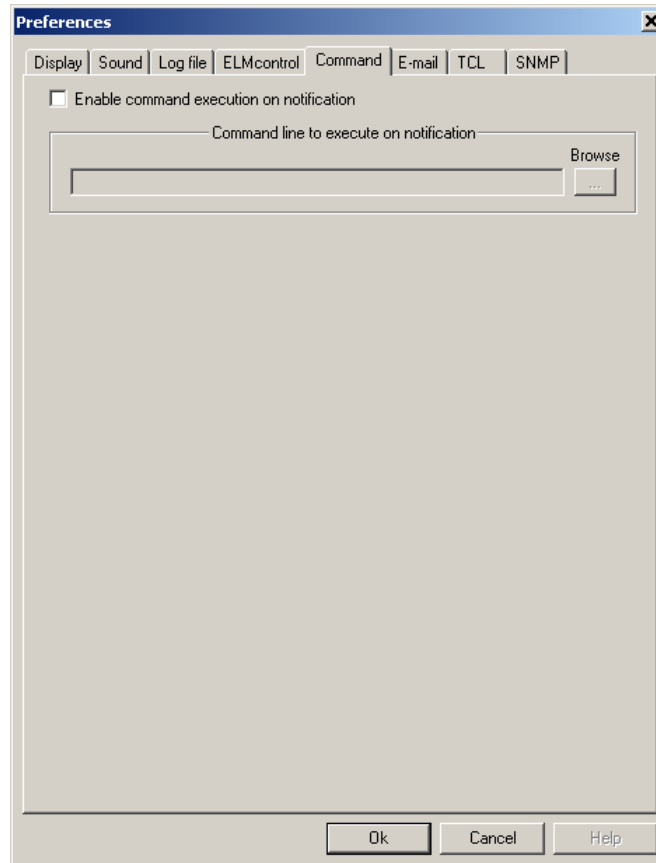 Preferences
Display Sound Log file ELMcontrol Command E-mail TCL SNMP
Enable command execution on notification
Command line to execute on notification
Browse
...
Ok Cancel Help